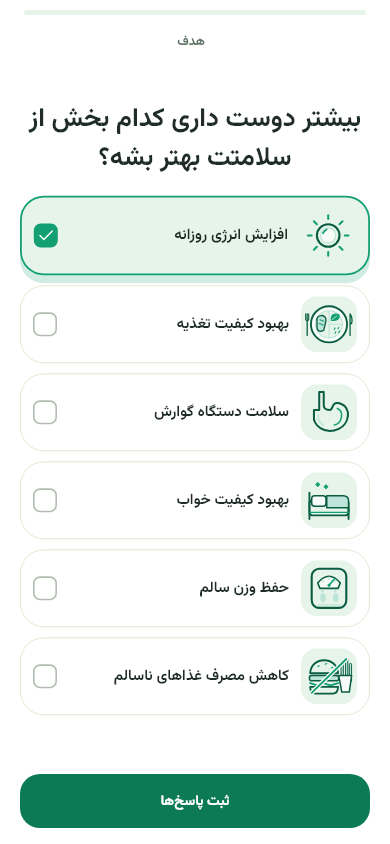 هدف
بیشتر دوست داری کدام بخش از
سلامتت بهتر بشه؟
افزایش انرژی روزانه
بهبود کیفیت تغذیه
سلامت دستگاه گوارش
بهبود کیفیت خواب
حفظ وزن سالم
کاهش مصرف غذاهای ناسالم
ثبت پاسخ‌ها